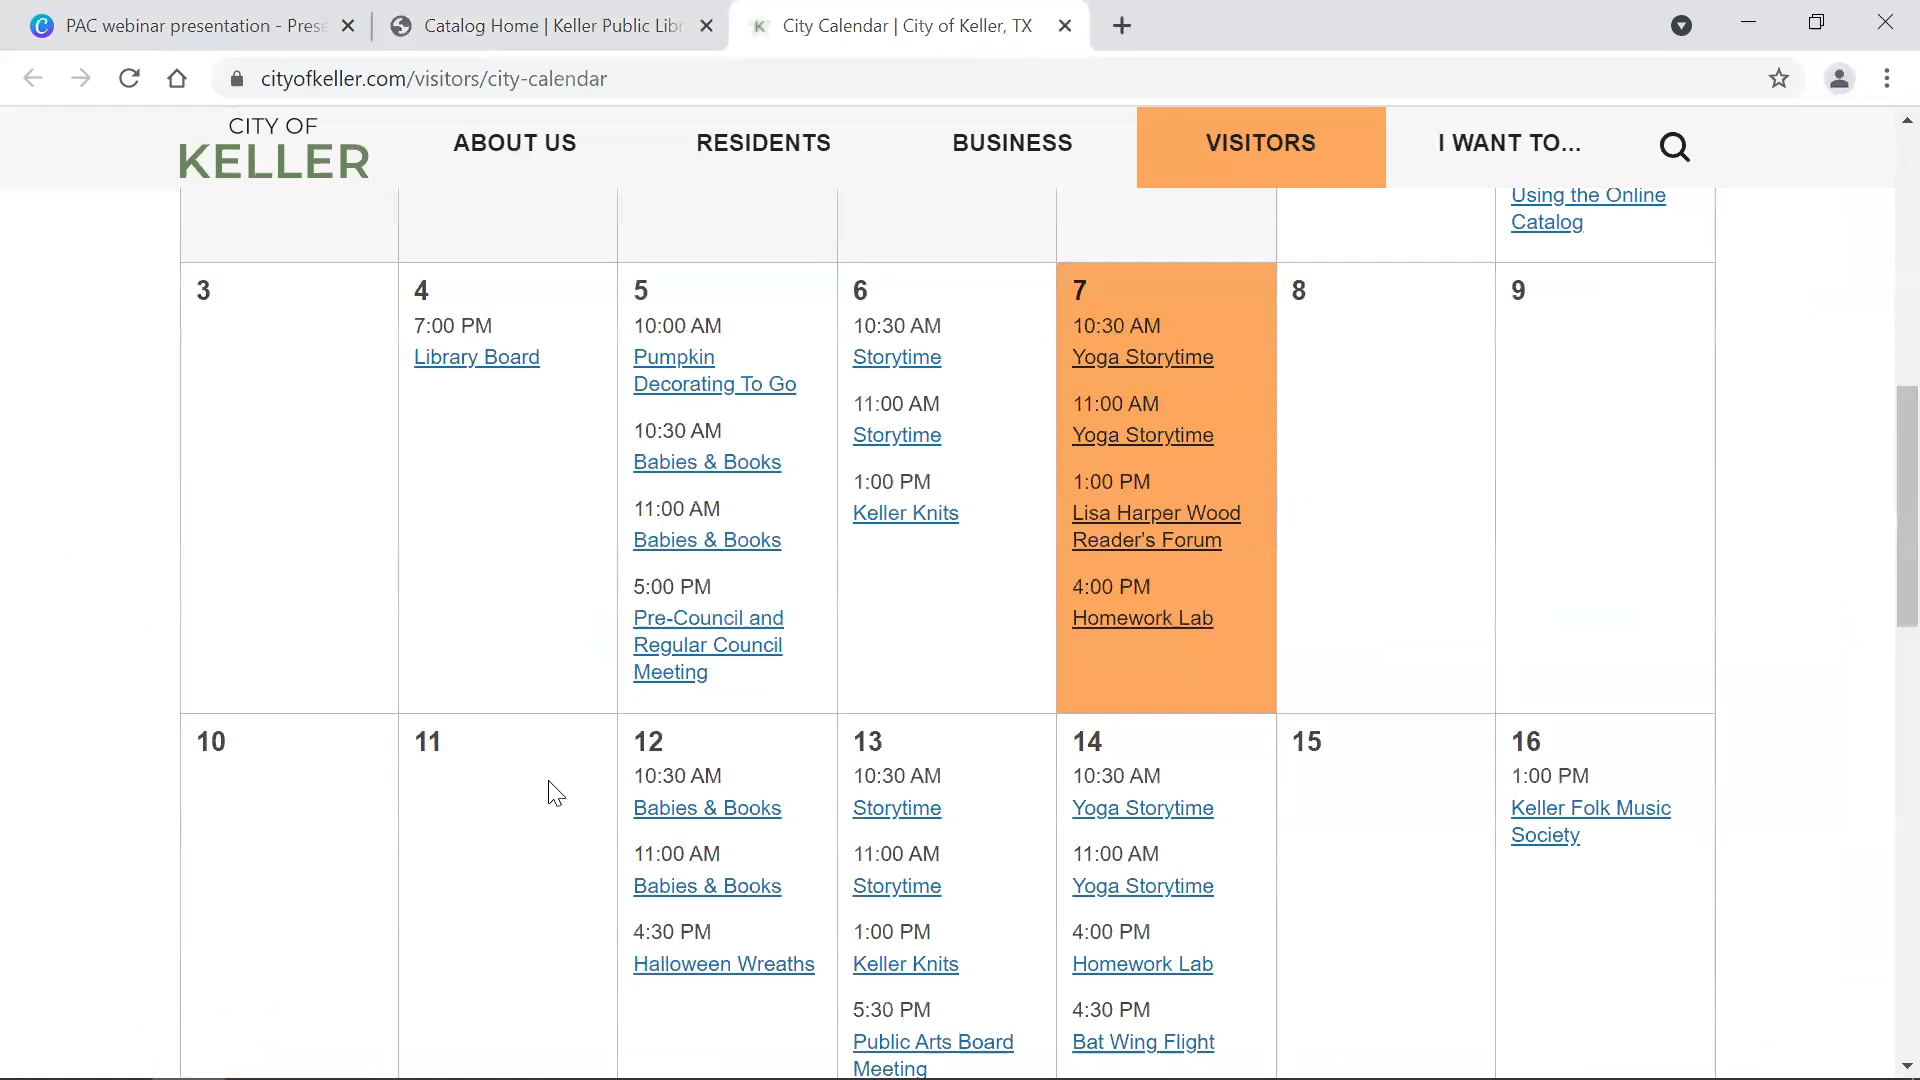 PAC webinar presentation - Prese
Catalog Home | Keller Public Lib
City Calendar | City of Keller, TX
cityofkeller.com/visitors/city-calendar
CITY OF
KELLER
ABOUT US
RESIDENTS
BUSINESS
VISITORS
I WANT TO...
Using the Online
Catalog
3
4
7:00 PM
Library Board
5
10:00 AM
Pumpkin
Decorating To Go
10:30 AM
Babies & Books
11:00 AM
Babies & Books
5:00 PM
Pre-Council and
Regular Council
Meeting
6
10:30 AM
Storytime
11:00 AM
Storytime
1:00 PM
Keller Knits
7
10:30 AM
Yoga Storytime
11:00 AM
Yoga Storytime
1:00 PM
Lisa Harper Wood
Reader's Forum
4:00 PM
Homework Lab
8
9
10
11
12
10:30 AM
Babies & Books
11:00 AM
Babies & Books
4:30 PM
Halloween Wreaths
13
10:30 AM
Storytime
11:00 AM
Storytime
1:00 PM
Keller Knits
5:30 PM
Public Arts Board
Meeting
14
10:30 AM
Yoga Storytime
11:00 AM
Yoga Storytime
4:00 PM
Homework Lab
4:30 PM
Bat Wing Flight
15
16
1:00 PM
Keller Folk Music
Society